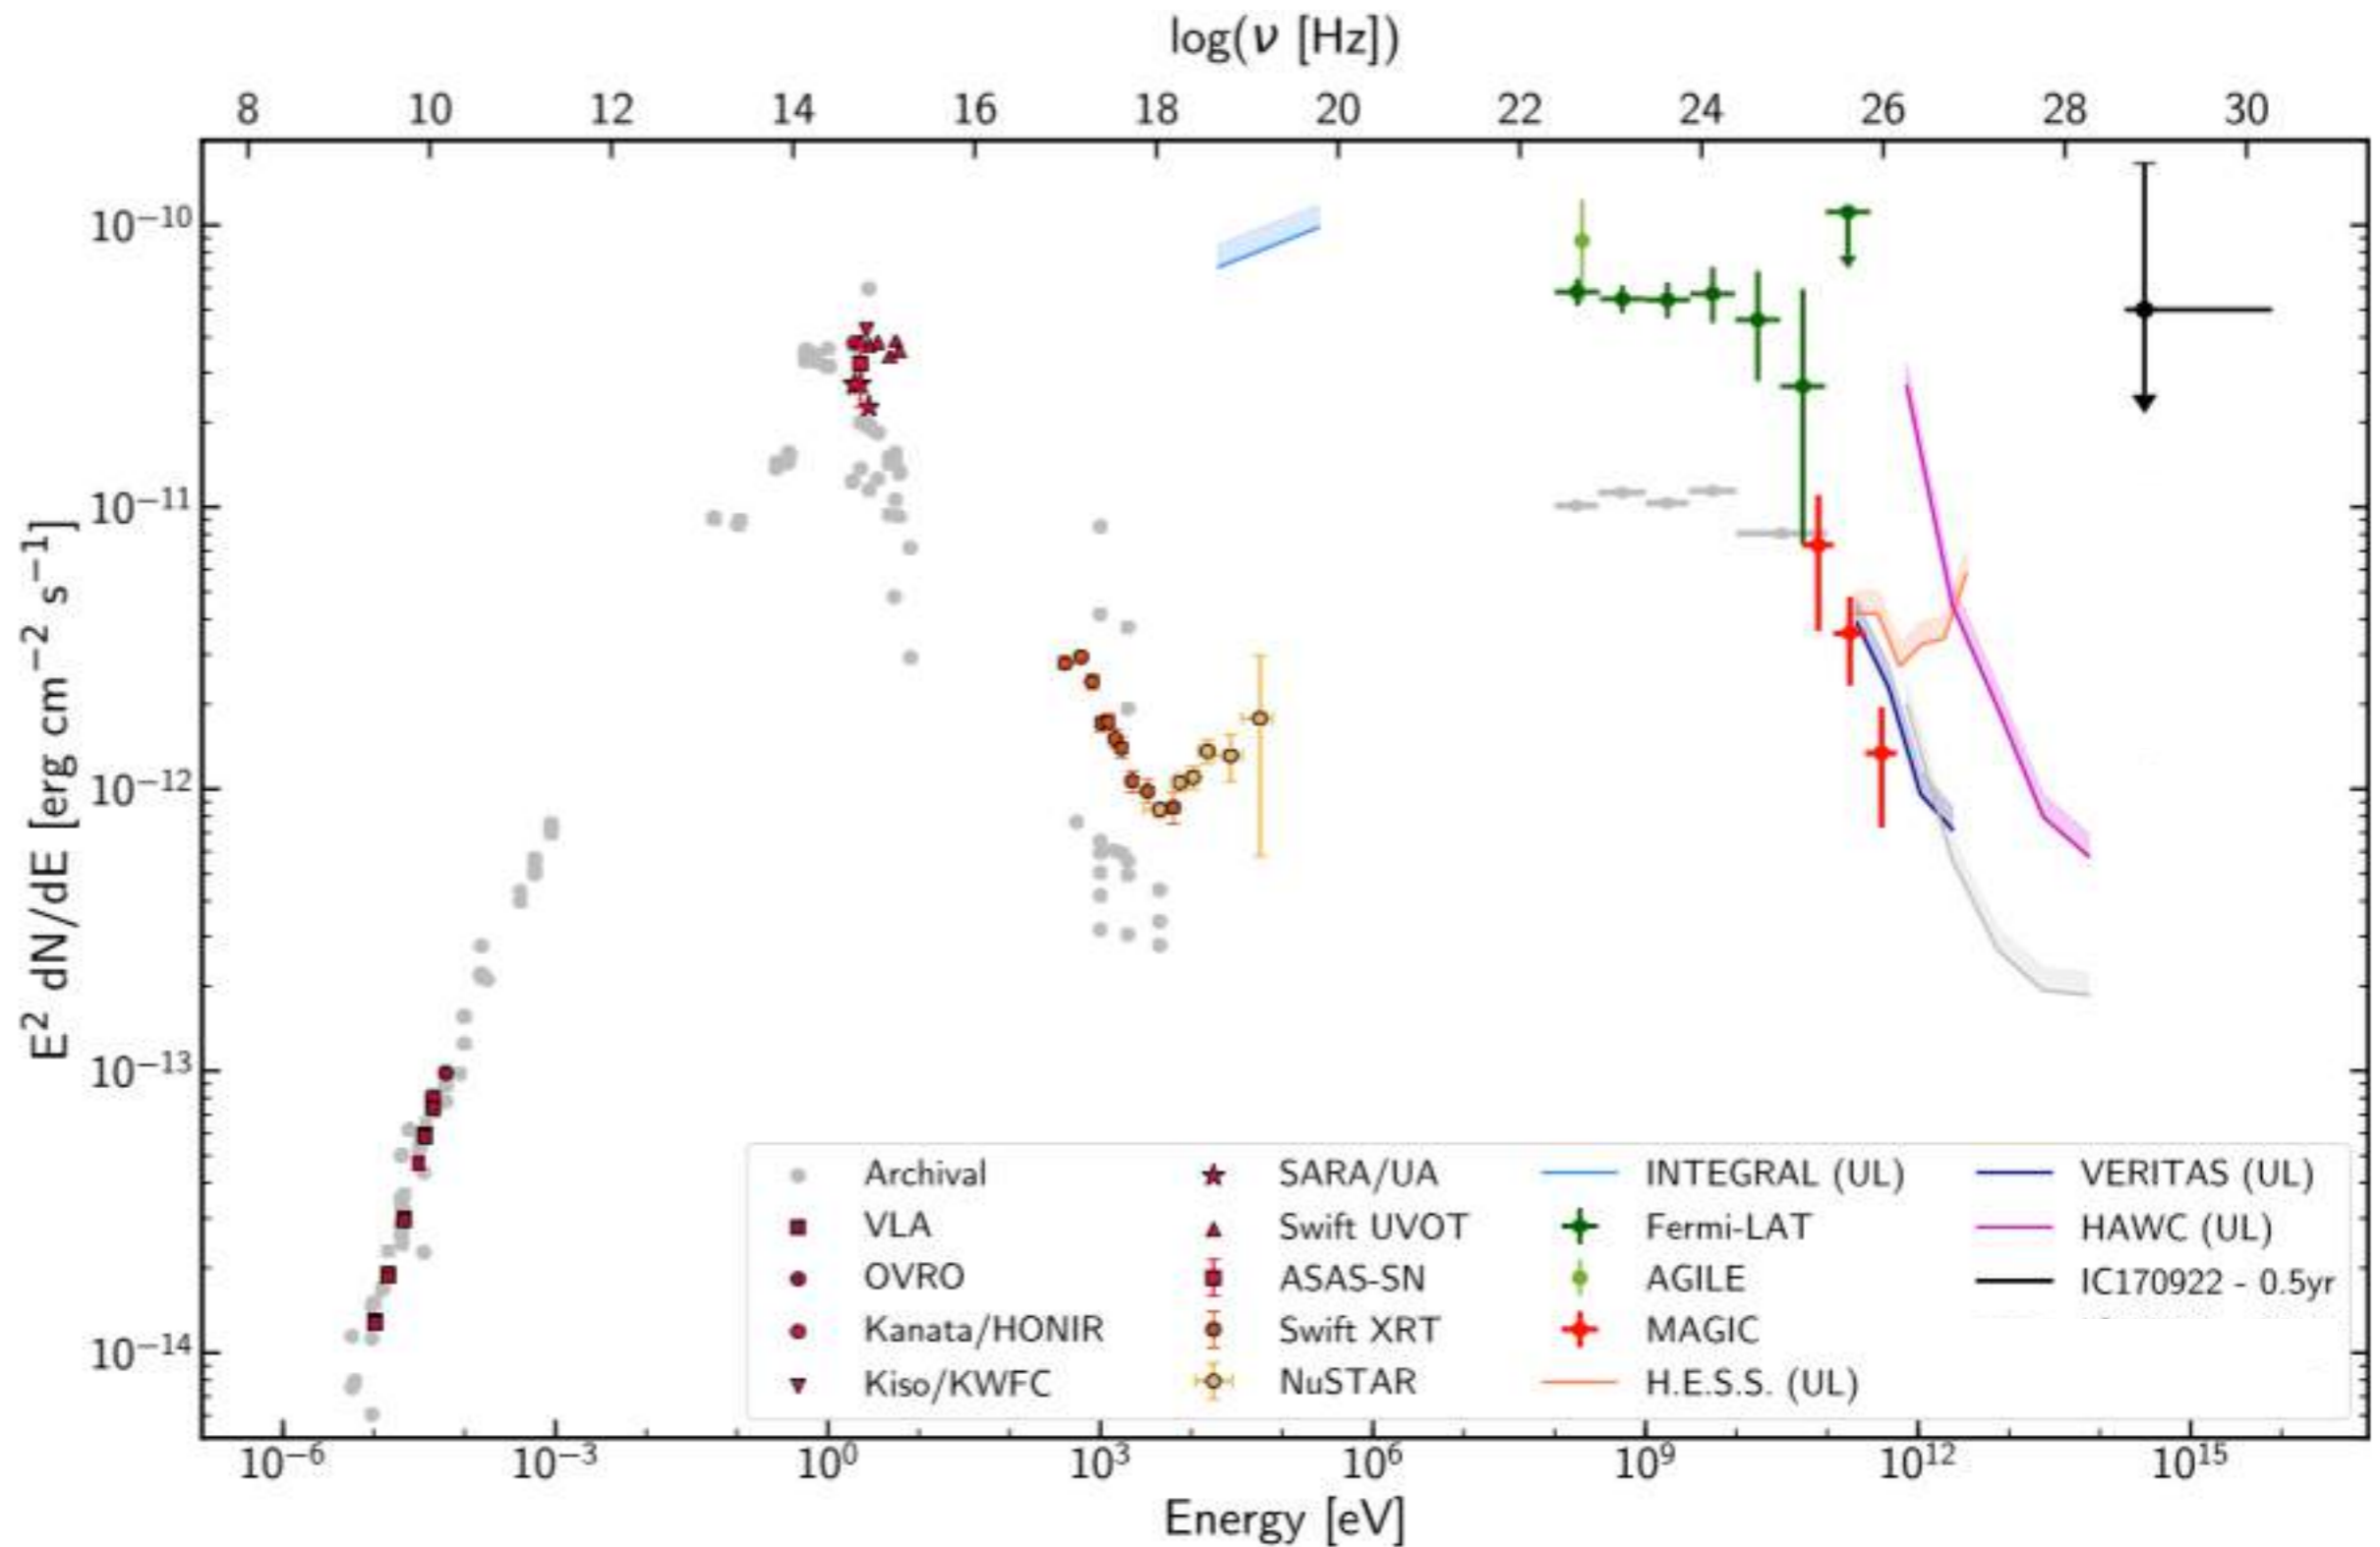 log(ν [Hz])
8 10 12 14 16 18 20 22 24 26 28 30
E² dN/dE [erg cm⁻² s⁻¹]
10⁻¹⁰
10⁻¹¹
10⁻¹²
10⁻¹³
10⁻¹⁴
Archival
VLA
OVRO
Kanata/HONIR
Kiso/KWFC
SARA/UA
Swift UVOT
ASAS-SN
Swift XRT
NuSTAR
INTEGRAL (UL)
Fermi-LAT
AGILE
MAGIC
H.E.S.S. (UL)
VERITAS (UL)
HAWC (UL)
IC170922 - 0.5yr
10⁻⁶ 10⁻³ 10⁰ 10³ 10⁶ 10⁹ 10¹² 10¹⁵
Energy [eV]